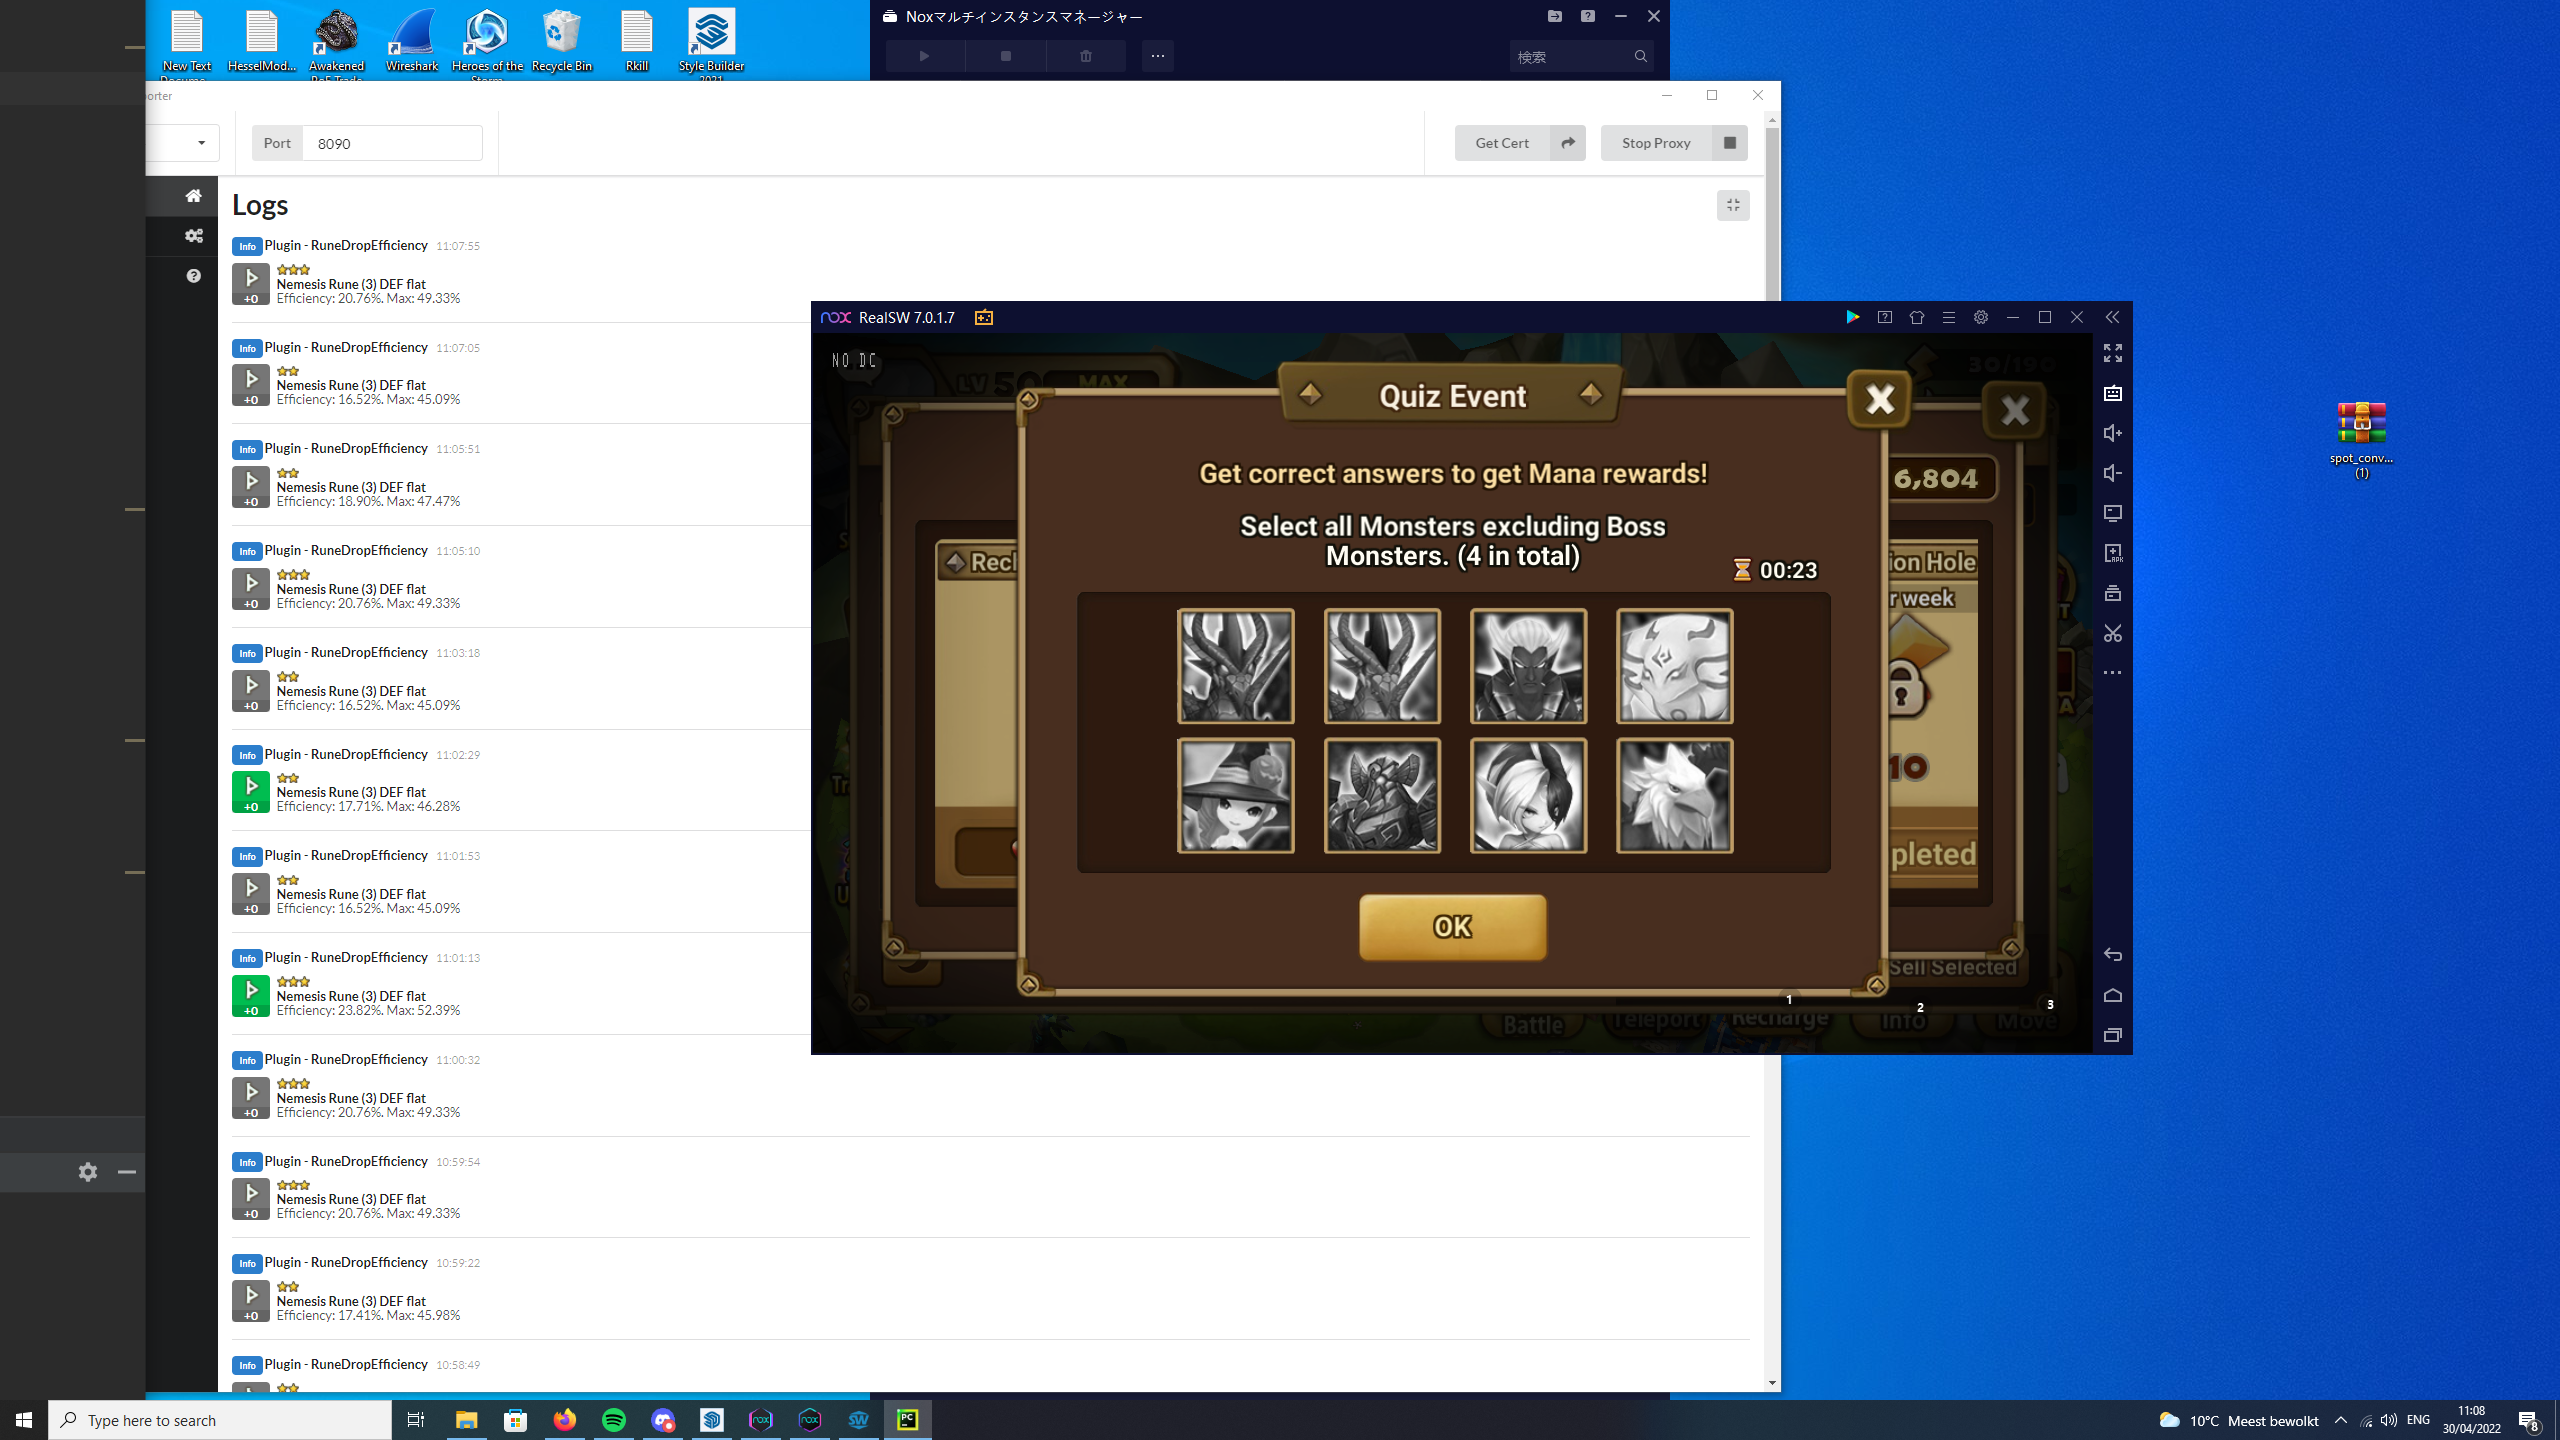 New Text
Docume...
HesselMod...
Awakened
PoE Trade
Wireshark
Heroes of the
Storm
Recycle Bin
Rkill
Style Builder
2021
Noxマルチインスタンスマネージャー
検索
orter
Port
8090
Get Cert
Stop Proxy
Logs
Info Plugin - RuneDropEfficiency 11:07:55
+0
Nemesis Rune (3) DEF flat
Efficiency: 20.76%. Max: 49.33%
Info Plugin - RuneDropEfficiency 11:07:05
+0
Nemesis Rune (3) DEF flat
Efficiency: 16.52%. Max: 45.09%
Info Plugin - RuneDropEfficiency 11:05:51
+0
Nemesis Rune (3) DEF flat
Efficiency: 18.90%. Max: 47.47%
Info Plugin - RuneDropEfficiency 11:05:10
+0
Nemesis Rune (3) DEF flat
Efficiency: 20.76%. Max: 49.33%
Info Plugin - RuneDropEfficiency 11:03:18
+0
Nemesis Rune (3) DEF flat
Efficiency: 16.52%. Max: 45.09%
Info Plugin - RuneDropEfficiency 11:02:29
+0
Nemesis Rune (3) DEF flat
Efficiency: 17.71%. Max: 46.28%
Info Plugin - RuneDropEfficiency 11:01:53
+0
Nemesis Rune (3) DEF flat
Efficiency: 16.52%. Max: 45.09%
Info Plugin - RuneDropEfficiency 11:01:13
+0
Nemesis Rune (3) DEF flat
Efficiency: 23.82%. Max: 52.39%
Info Plugin - RuneDropEfficiency 11:00:32
+0
Nemesis Rune (3) DEF flat
Efficiency: 20.76%. Max: 49.33%
Info Plugin - RuneDropEfficiency 10:59:54
+0
Nemesis Rune (3) DEF flat
Efficiency: 20.76%. Max: 49.33%
Info Plugin - RuneDropEfficiency 10:59:22
+0
Nemesis Rune (3) DEF flat
Efficiency: 17.41%. Max: 45.98%
Info Plugin - RuneDropEfficiency 10:58:49
nox RealSW 7.0.1.7
NO DC
LV 50 MAX
30/190
Quiz Event
Get correct answers to get Mana rewards!
6,804
Select all Monsters excluding Boss
Monsters. (4 in total)
00:23
Rech
ion Hole
r week
10
pleted
OK
Sell Selected
1
2
3
Battle
Teleport
Recharge
Info
Move
spot_conv...
(1)
Type here to search
nox
nox
SW
PC
10°C Meest bewolkt
ENG
11:08
30/04/2022
8